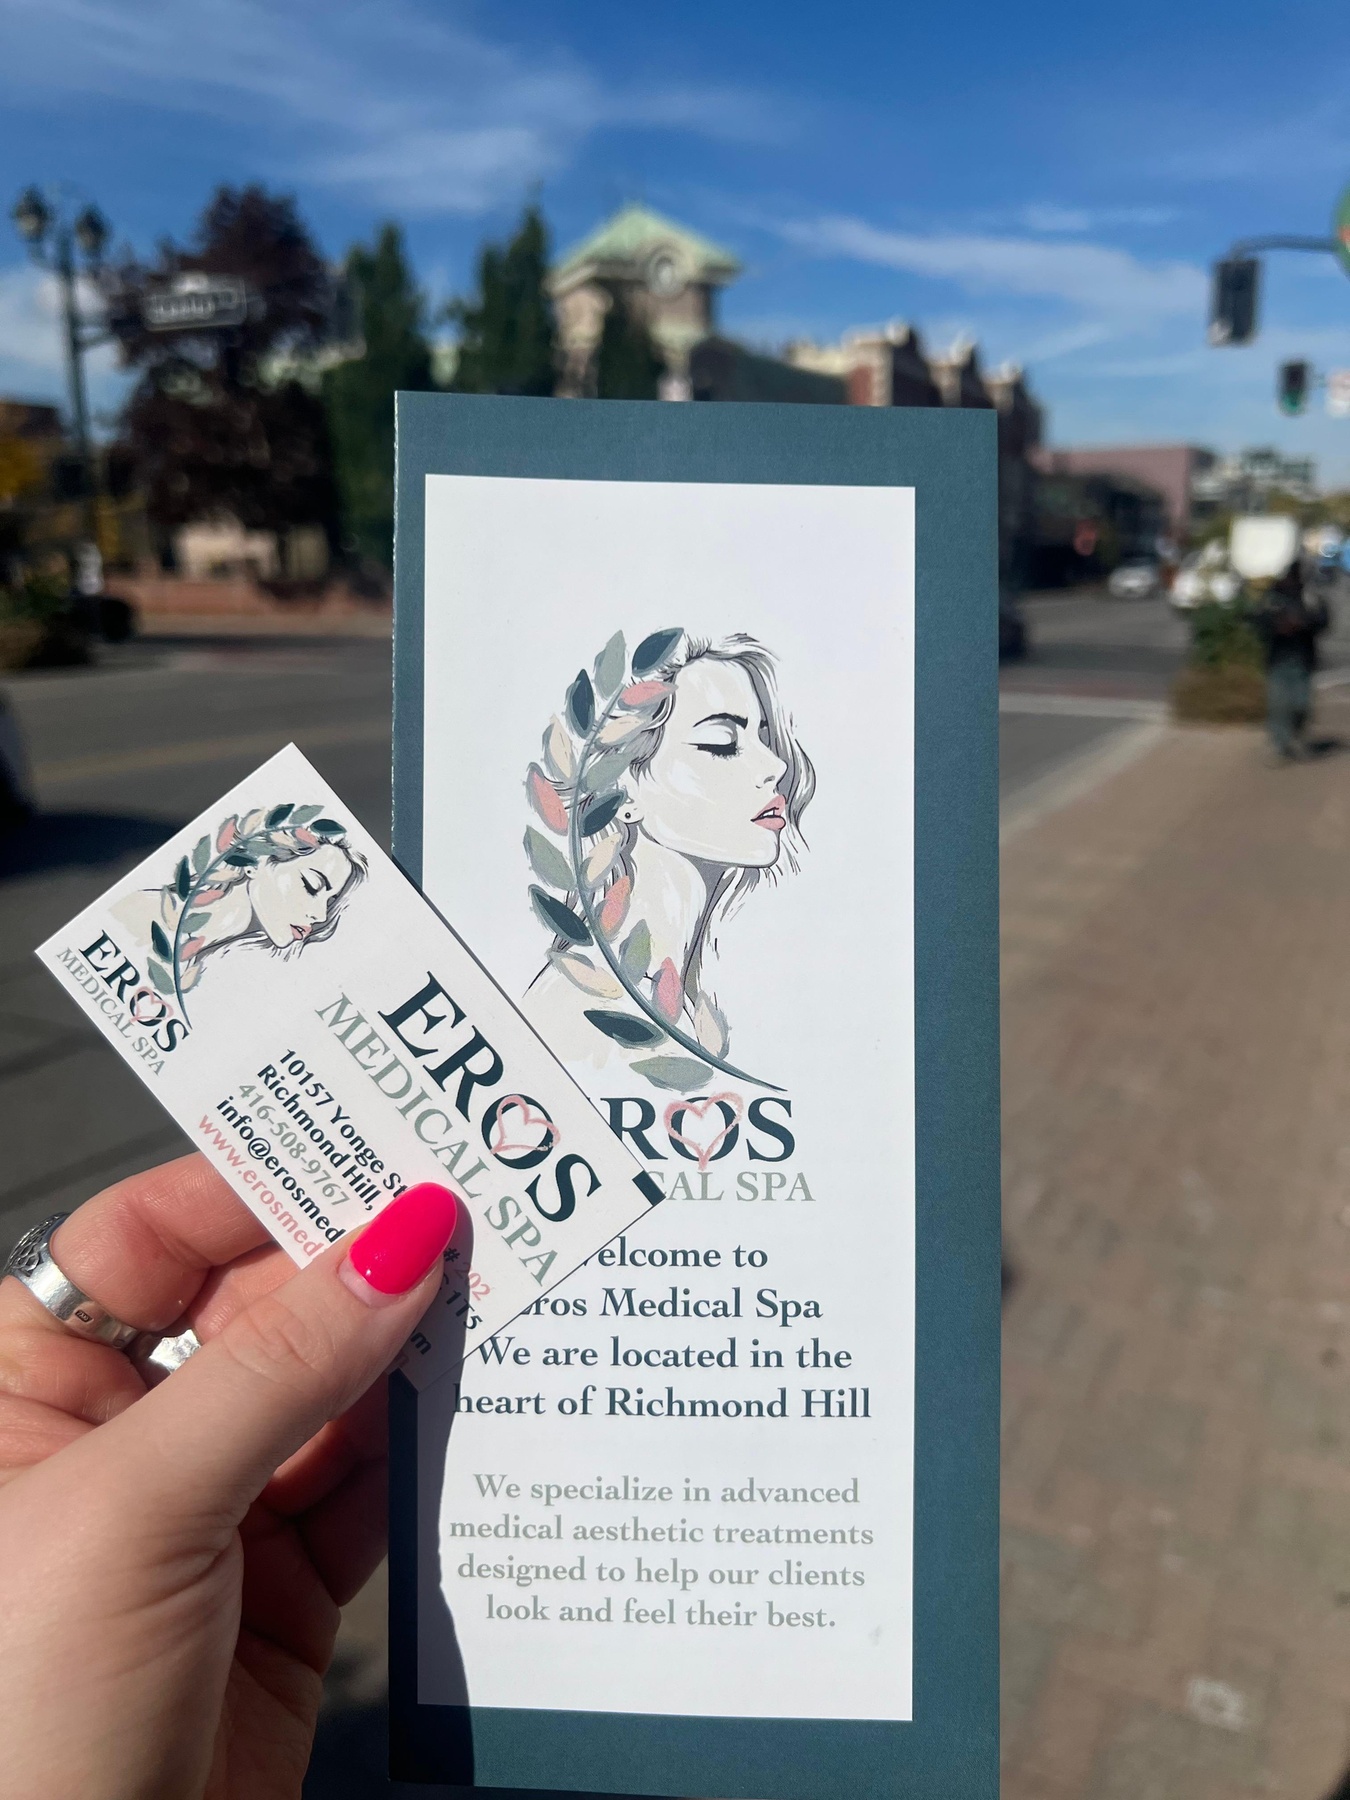 EROS
MEDICAL SPA
EROS
MEDICAL SPA
10157 Yonge St #202
Richmond Hill, 1T5
416-508-9767
info@erosmed m
www.erosmed
ROS
CAL SPA
elcome to
ros Medical Spa
We are located in the
heart of Richmond Hill
We specialize in advanced
medical aesthetic treatments
designed to help our clients
look and feel their best.